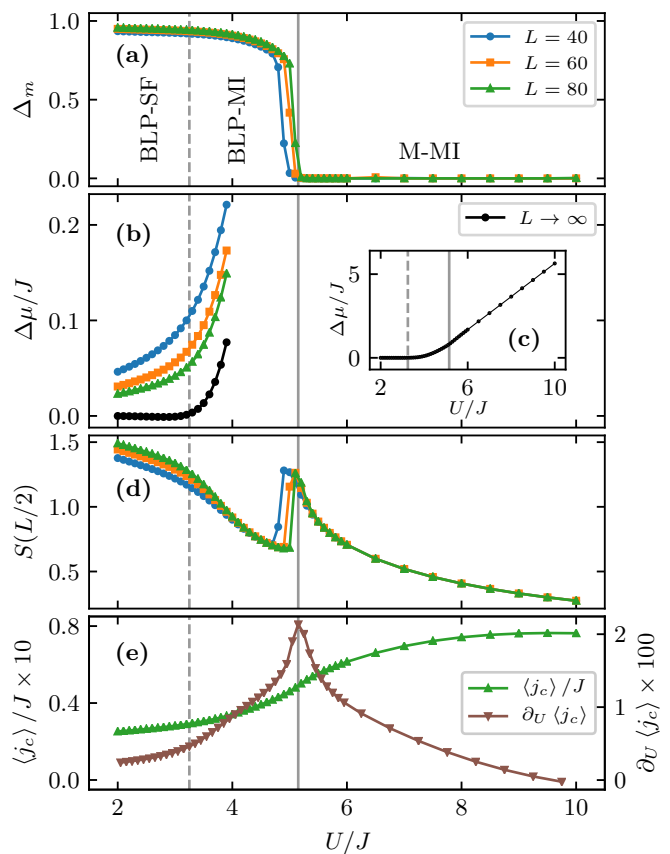 1.0
(a)
L = 40
L = 60
L = 80
Δ_m
0.5
BLP-SF
BLP-MI
M-MI
0.0
(b)
L → ∞
0.2
Δμ/J
5
(c)
0.1
Δμ/J
0
2
6
10
U/J
0.0
1.5
(d)
S(L/2)
1.0
0.5
0.8
(e)
2
⟨j_c⟩/J × 10
⟨j_c⟩/J
∂_U ⟨j_c⟩
0.4
1
∂_U ⟨j_c⟩ × 100
0.0
0
2
4
6
8
10
U/J